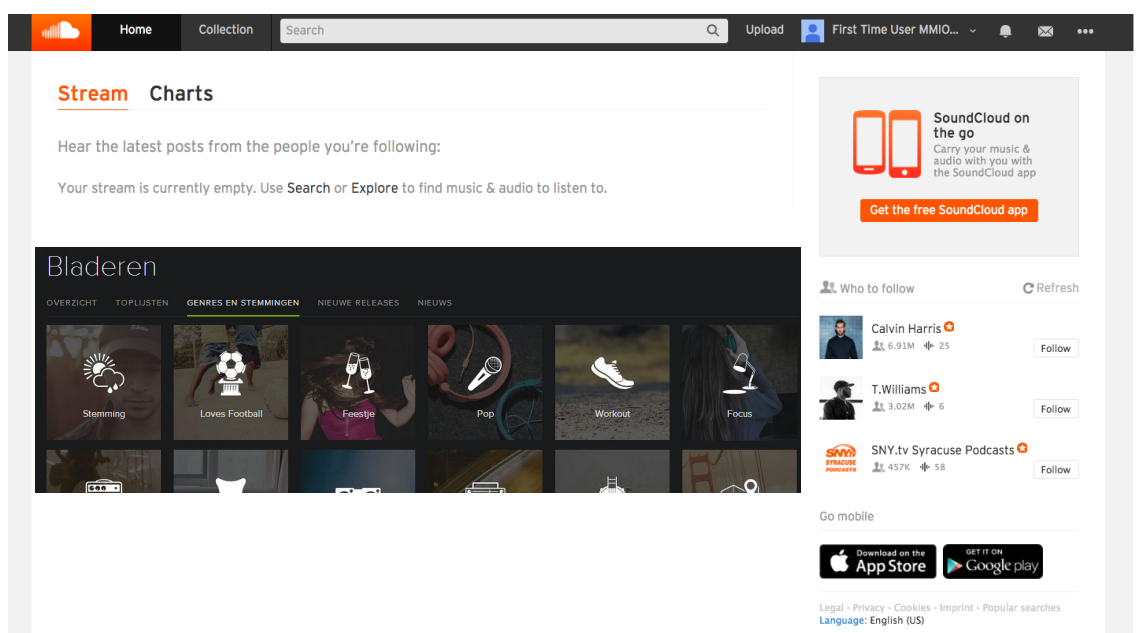 Home Collection Search Upload First Time User MMIO...
Stream Charts
Hear the latest posts from the people you're following:
Your stream is currently empty. Use Search or Explore to find music & audio to listen to.
Bladeren
OVERZICHT TOPLIJSTEN GENRES EN STEMMINGEN NIEUWE RELEASES NIEUWS
Stemming Loves Football Feestje Pop Workout Focus
SoundCloud on
the go
Carry your music &
audio with you with
the SoundCloud app
Get the free SoundCloud app
Who to follow Refresh
Calvin Harris
6.91M 25 Follow
T.Williams
3.02M 6 Follow
SNY.tv Syracuse Podcasts
457K 58 Follow
SNY.tv
SYRACUSE
PODCASTS
Go mobile
Download on the
App Store
GET IT ON
Google play
Legal - Privacy - Cookies - Imprint - Popular searches
Language: English (US)